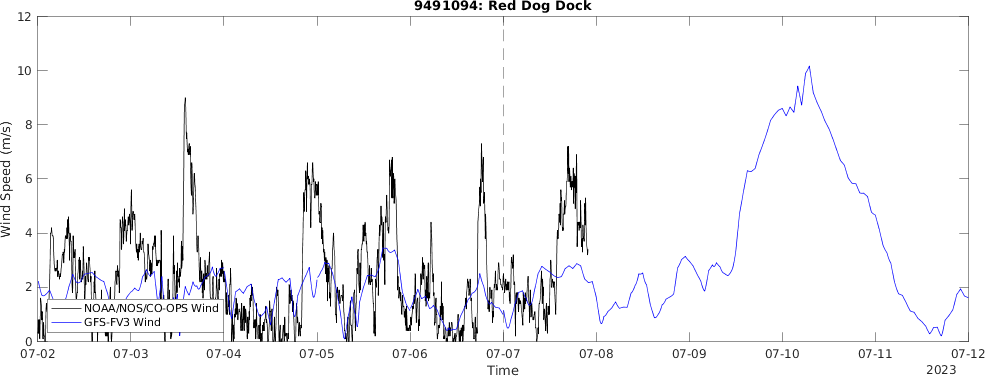 9491094: Red Dog Dock
12
10
8
6
4
2
0
Wind Speed (m/s)
NOAA/NOS/CO-OPS Wind
GFS-FV3 Wind
07-02 07-03 07-04 07-05 07-06 07-07 07-08 07-09 07-10 07-11 07-12
Time
2023